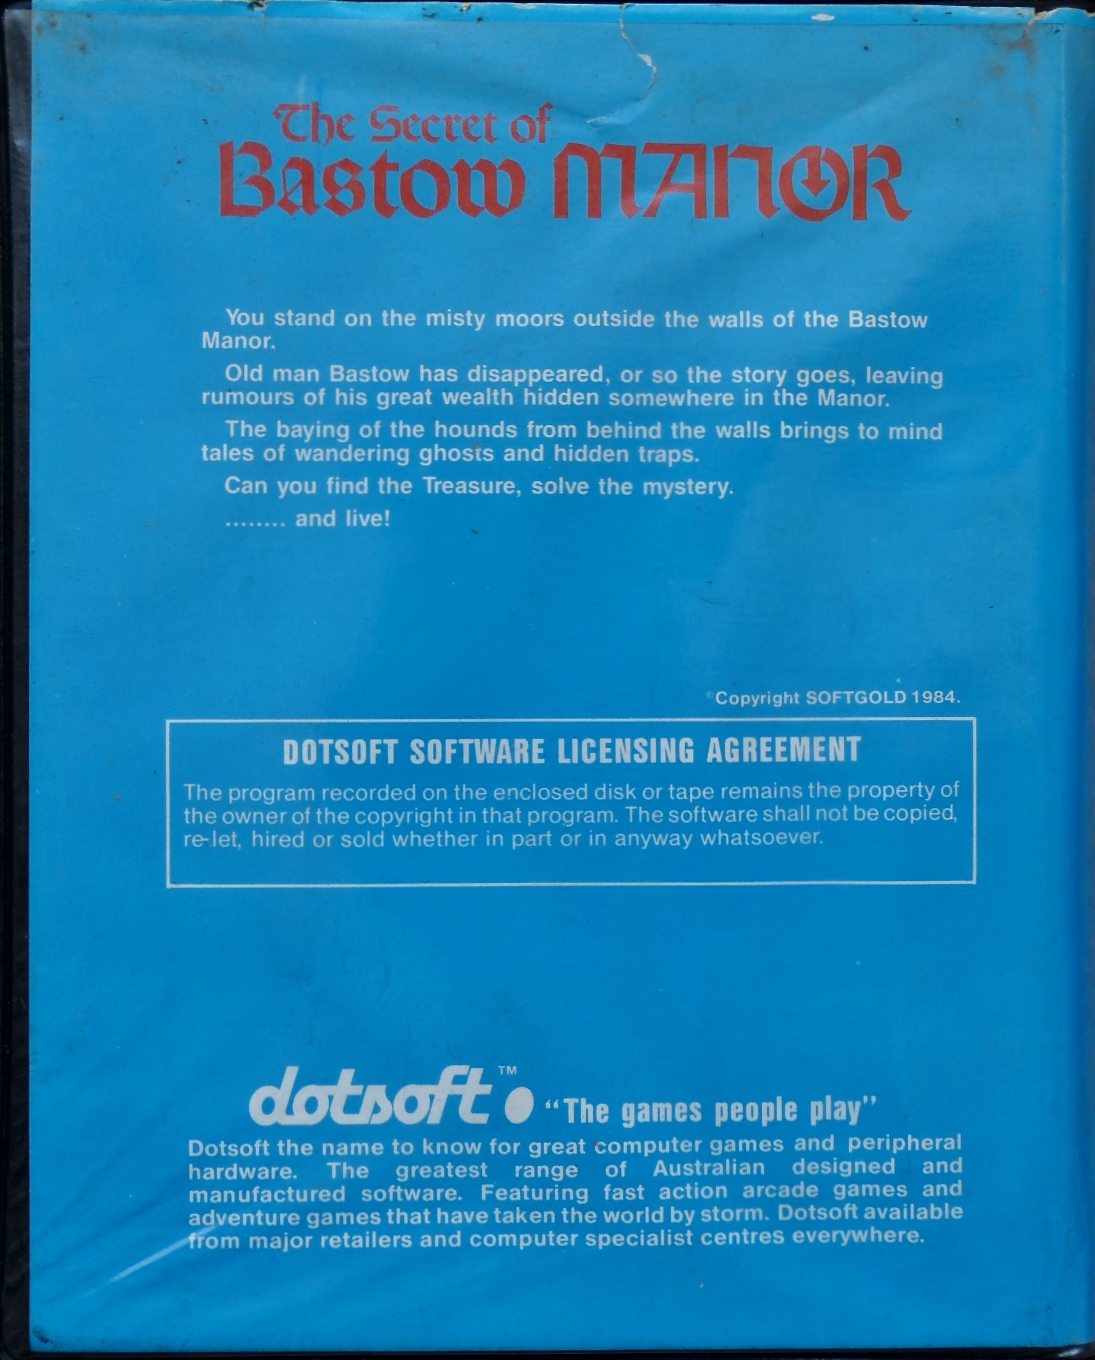 The Secret of
Bastow MANOR
You stand on the misty moors outside the walls of the Bastow
Manor.
Old man Bastow has disappeared, or so the story goes, leaving
rumours of his great wealth hidden somewhere in the Manor.
The baying of the hounds from behind the walls brings to mind
tales of wandering ghosts and hidden traps.
Can you find the Treasure, solve the mystery.
........ and live!
©Copyright SOFTGOLD 1984.
DOTSOFT SOFTWARE LICENSING AGREEMENT
The program recorded on the enclosed disk or tape remains the property of
the owner of the copyright in that program. The software shall not be copied,
re-let, hired or sold whether in part or in anyway whatsoever.
dotsoft™ "The games people play"
Dotsoft the name to know for great computer games and peripheral
hardware. The greatest range of Australian designed and
manufactured software. Featuring fast action arcade games and
adventure games that have taken the world by storm. Dotsoft available
from major retailers and computer specialist centres everywhere.